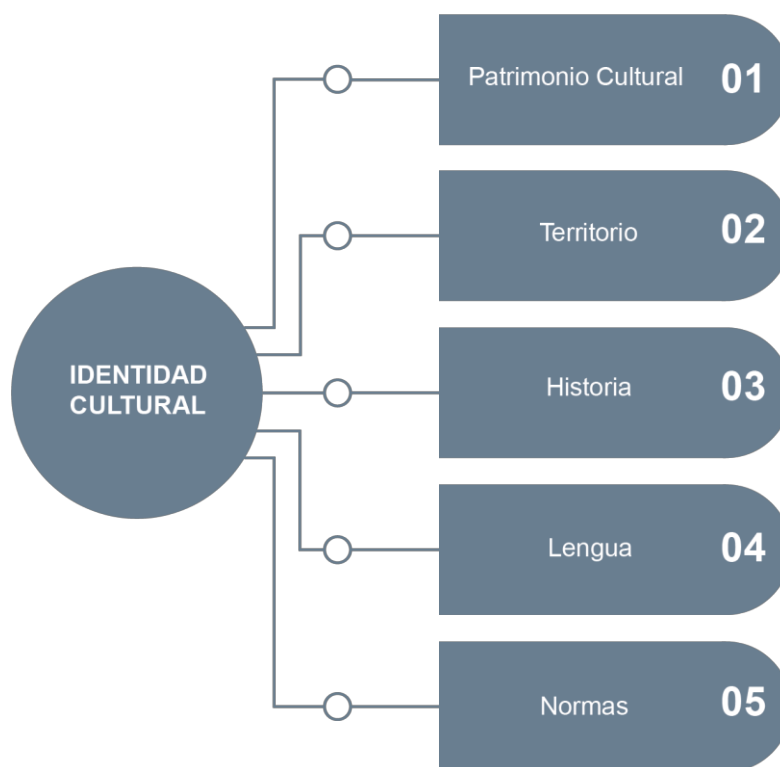 Patrimonio Cultural 01
Territorio 02
IDENTIDAD
CULTURAL
Historia 03
Lengua 04
Normas 05